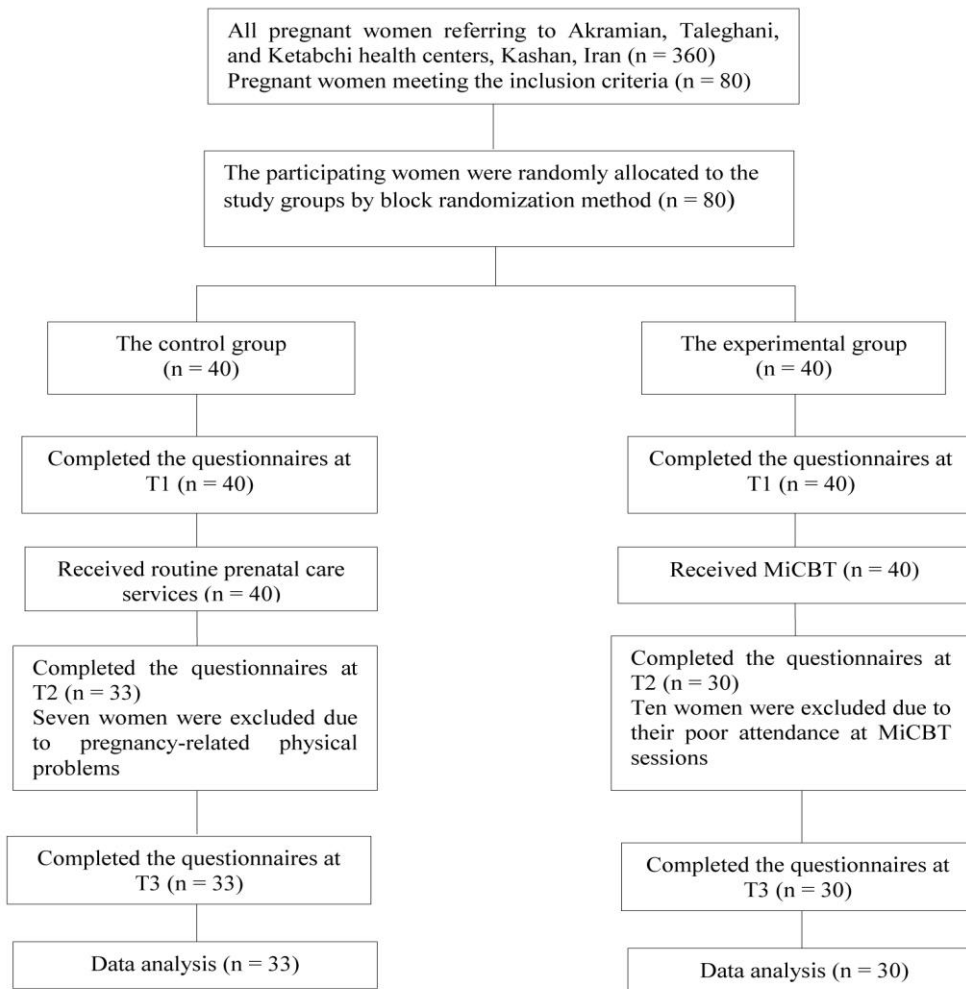 All pregnant women referring to Akramian, Taleghani,
and Ketabchi health centers, Kashan, Iran (n = 360)
Pregnant women meeting the inclusion criteria (n = 80)
The participating women were randomly allocated to the
study groups by block randomization method (n = 80)
The control group
(n = 40)
The experimental group
(n = 40)
Completed the questionnaires at
T1 (n = 40)
Completed the questionnaires at
T1 (n = 40)
Received routine prenatal care
services (n = 40)
Received MiCBT (n = 40)
Completed the questionnaires at
T2 (n = 33)
Seven women were excluded due
to pregnancy-related physical
problems
Completed the questionnaires at
T2 (n = 30)
Ten women were excluded due to
their poor attendance at MiCBT
sessions
Completed the questionnaires at
T3 (n = 33)
Completed the questionnaires at
T3 (n = 30)
Data analysis (n = 33)
Data analysis (n = 30)